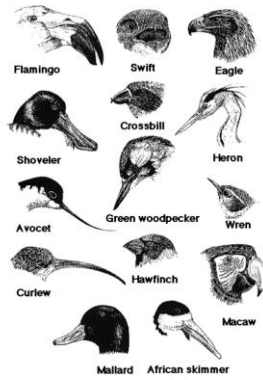 Flamingo
Swift
Eagle
Crossbill
Shoveler
Heron
Green woodpecker
Avocet
Wren
Curlew
Hawfinch
Macaw
Mallard
African skimmer